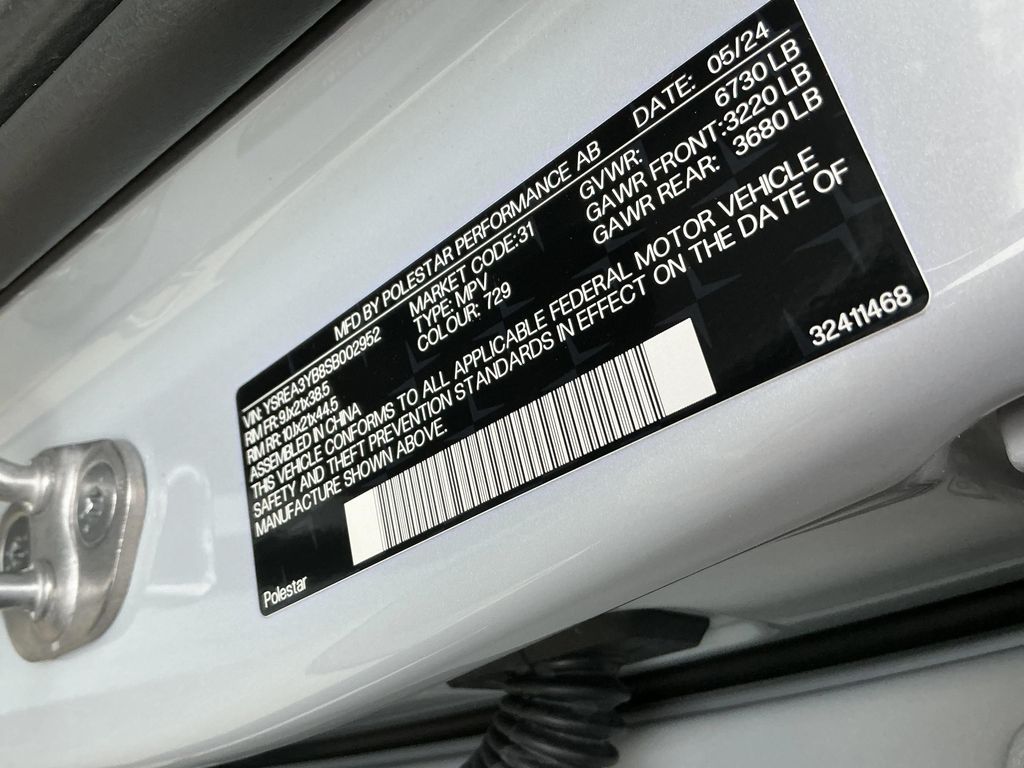 MFD BY POLESTAR PERFORMANCE AB DATE: 05/24
VIN: YSREA3YB8SB002952 MARKET CODE:31 GVWR: 6730 LB
RIM FR: 9Jx21x38.5 TYPE: MPV GAWR FRONT:3220 LB
RIM RR: 10Jx21x44.5 COLOUR: 729 GAWR REAR: 3680 LB
ASSEMBLED IN CHINA
THIS VEHICLE CONFORMS TO ALL APPLICABLE FEDERAL MOTOR VEHICLE
SAFETY AND THEFT PREVENTION STANDARDS IN EFFECT ON THE DATE OF
MANUFACTURE SHOWN ABOVE.
Polestar 32411468